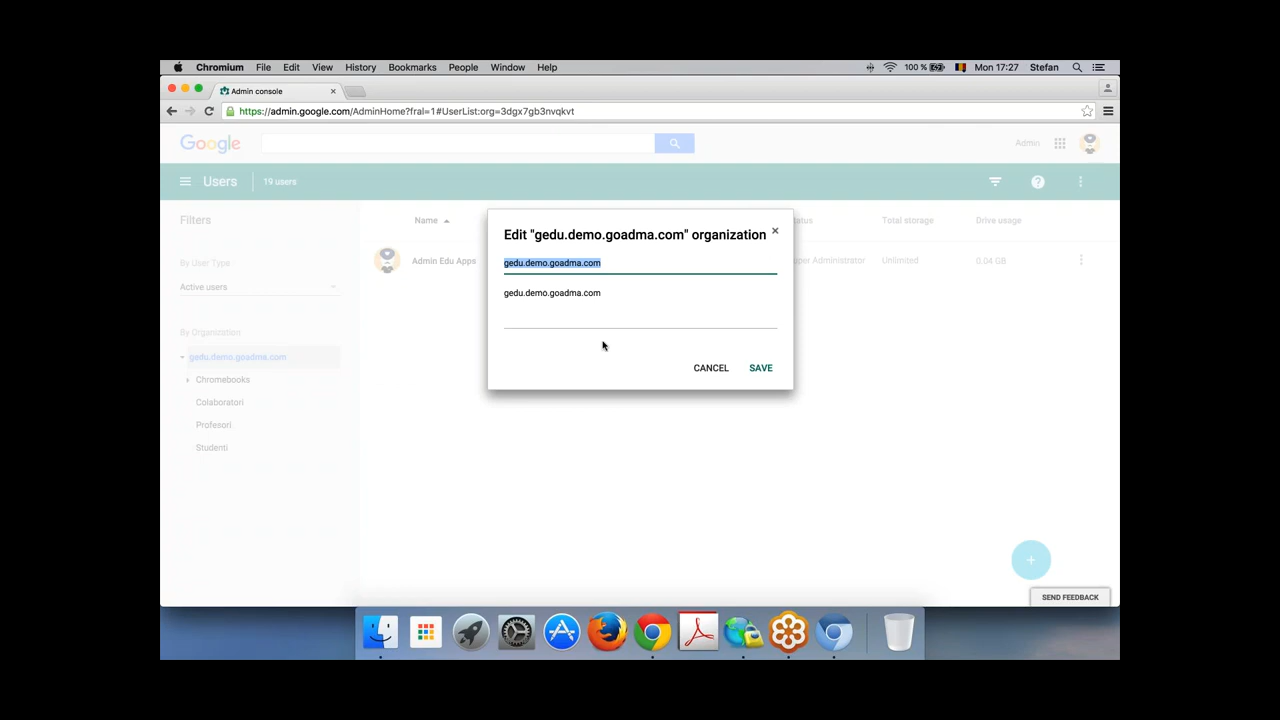 Chromium File Edit View History Bookmarks People Window Help 100 % Mon 17:27 Stefan
Admin console
https://admin.google.com/AdminHome?fral=1#UserList:org=3dgx7gb3nvqkvt
Google Admin
Users 19 users
Filters Name Total storage Drive usage
By User Type
Admin Edu Apps Unlimited 0.04 GB
Active users
By Organization
gedu.demo.goadma.com
Chromebooks
Colaboratori
Profesori
Studenti
Edit "gedu.demo.goadma.com" organization
gedu.demo.goadma.com
gedu.demo.goadma.com
CANCEL SAVE
SEND FEEDBACK